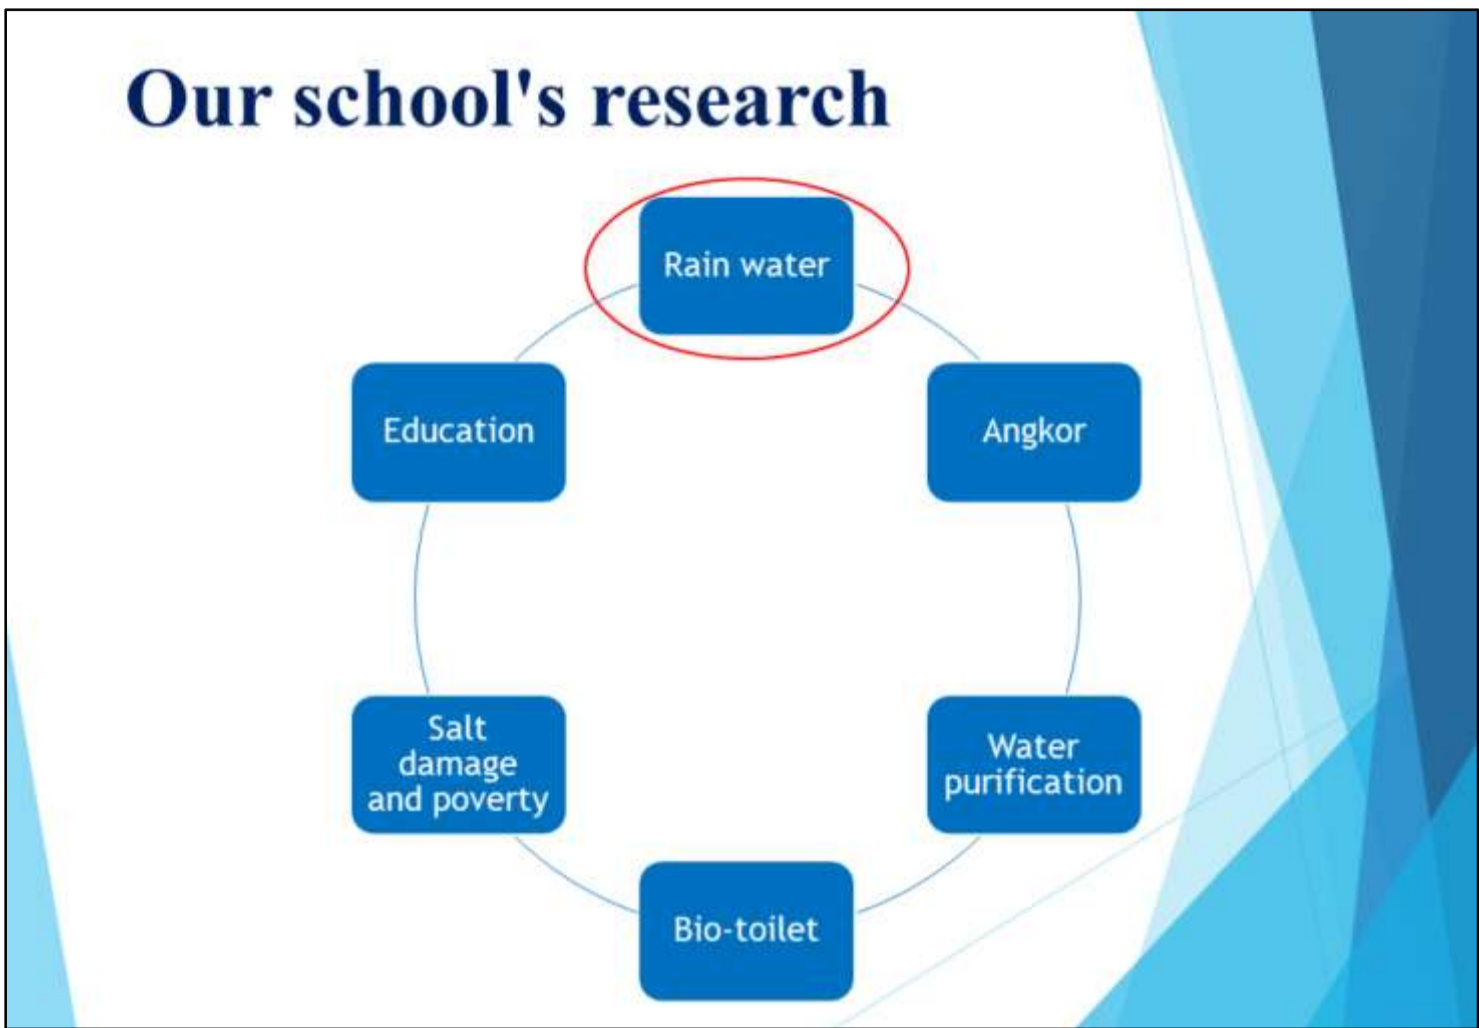 Our school's research
Rain water
Education
Angkor
Salt
damage
and poverty
Water
purification
Bio-toilet